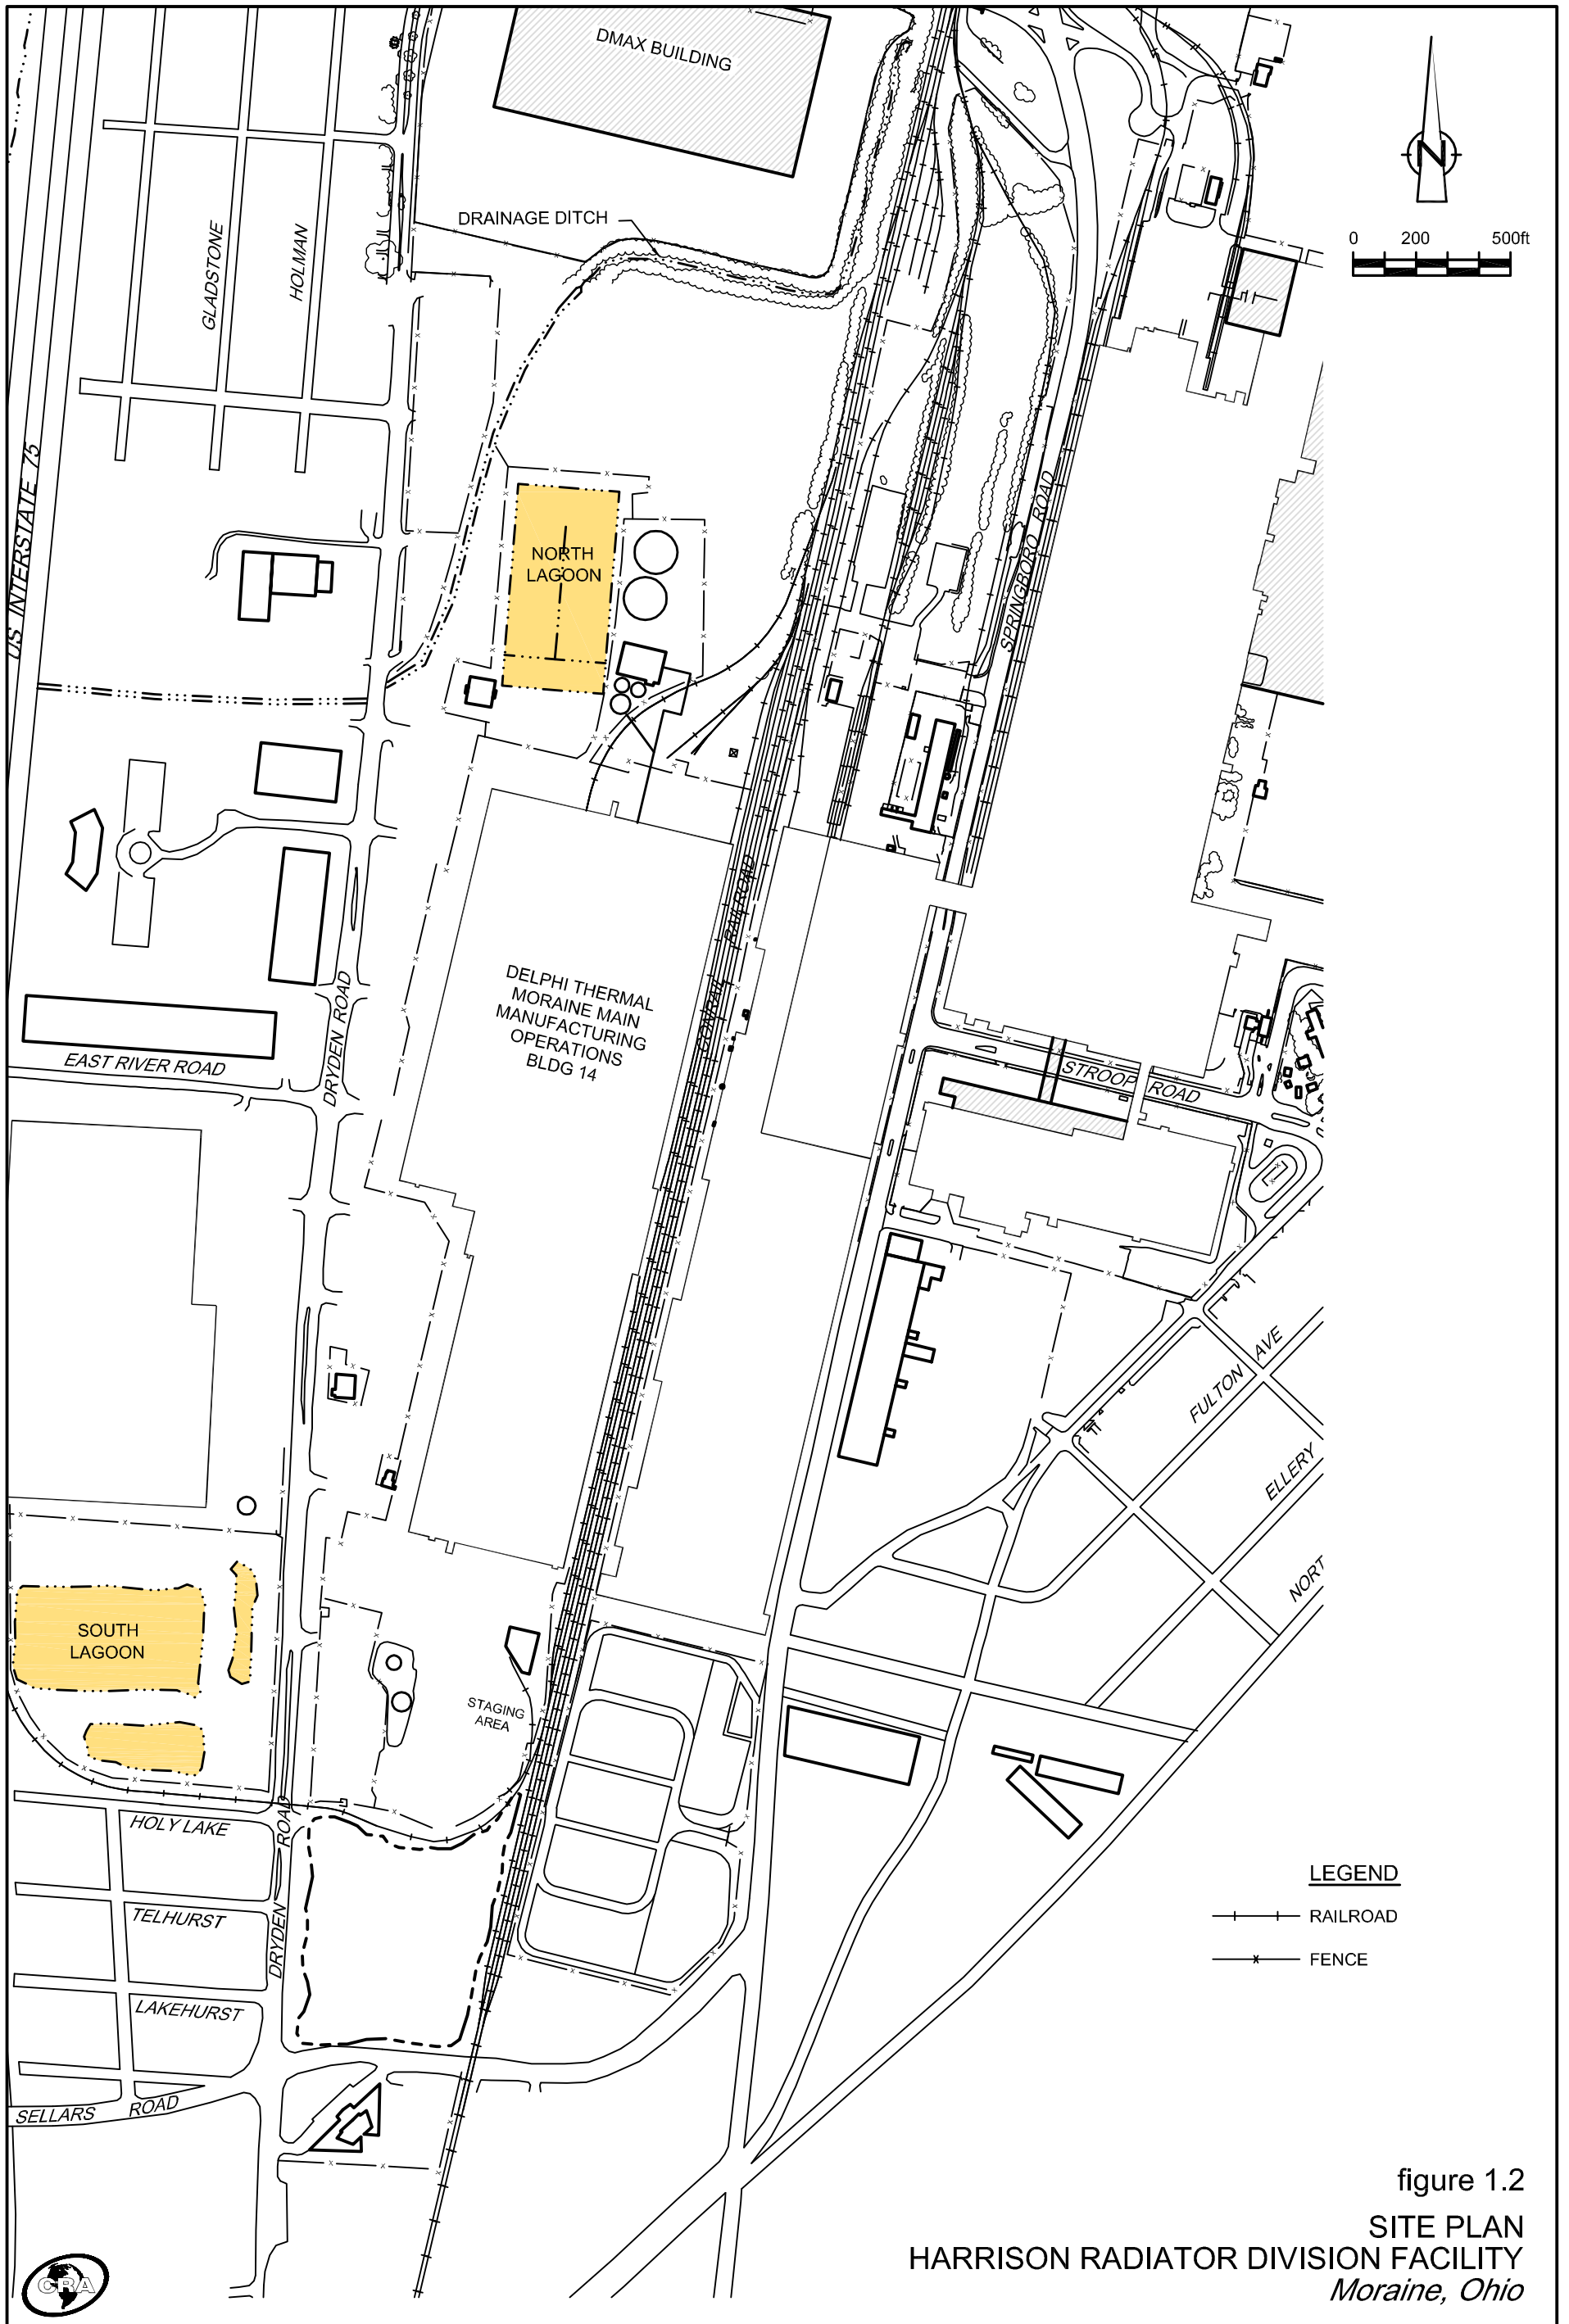 DMAX BUILDING
N
0 200 500ft
DRAINAGE DITCH
GLADSTONE
HOLMAN
US INTERSTATE 75
NORTH
LAGOON
SPRINGBORO ROAD
CONRAIL RAILROAD
DELPHI THERMAL
MORAINE MAIN
MANUFACTURING
OPERATIONS
BLDG 14
DRYDEN ROAD
EAST RIVER ROAD
STROOP ROAD
FULTON AVE
ELLERY
NORT
SOUTH
LAGOON
STAGING
AREA
HOLY LAKE
DRYDEN ROAD
TELHURST
LAKEHURST
SELLARS ROAD
LEGEND
RAILROAD
FENCE
figure 1.2
SITE PLAN
HARRISON RADIATOR DIVISION FACILITY
Moraine, Ohio
CRA